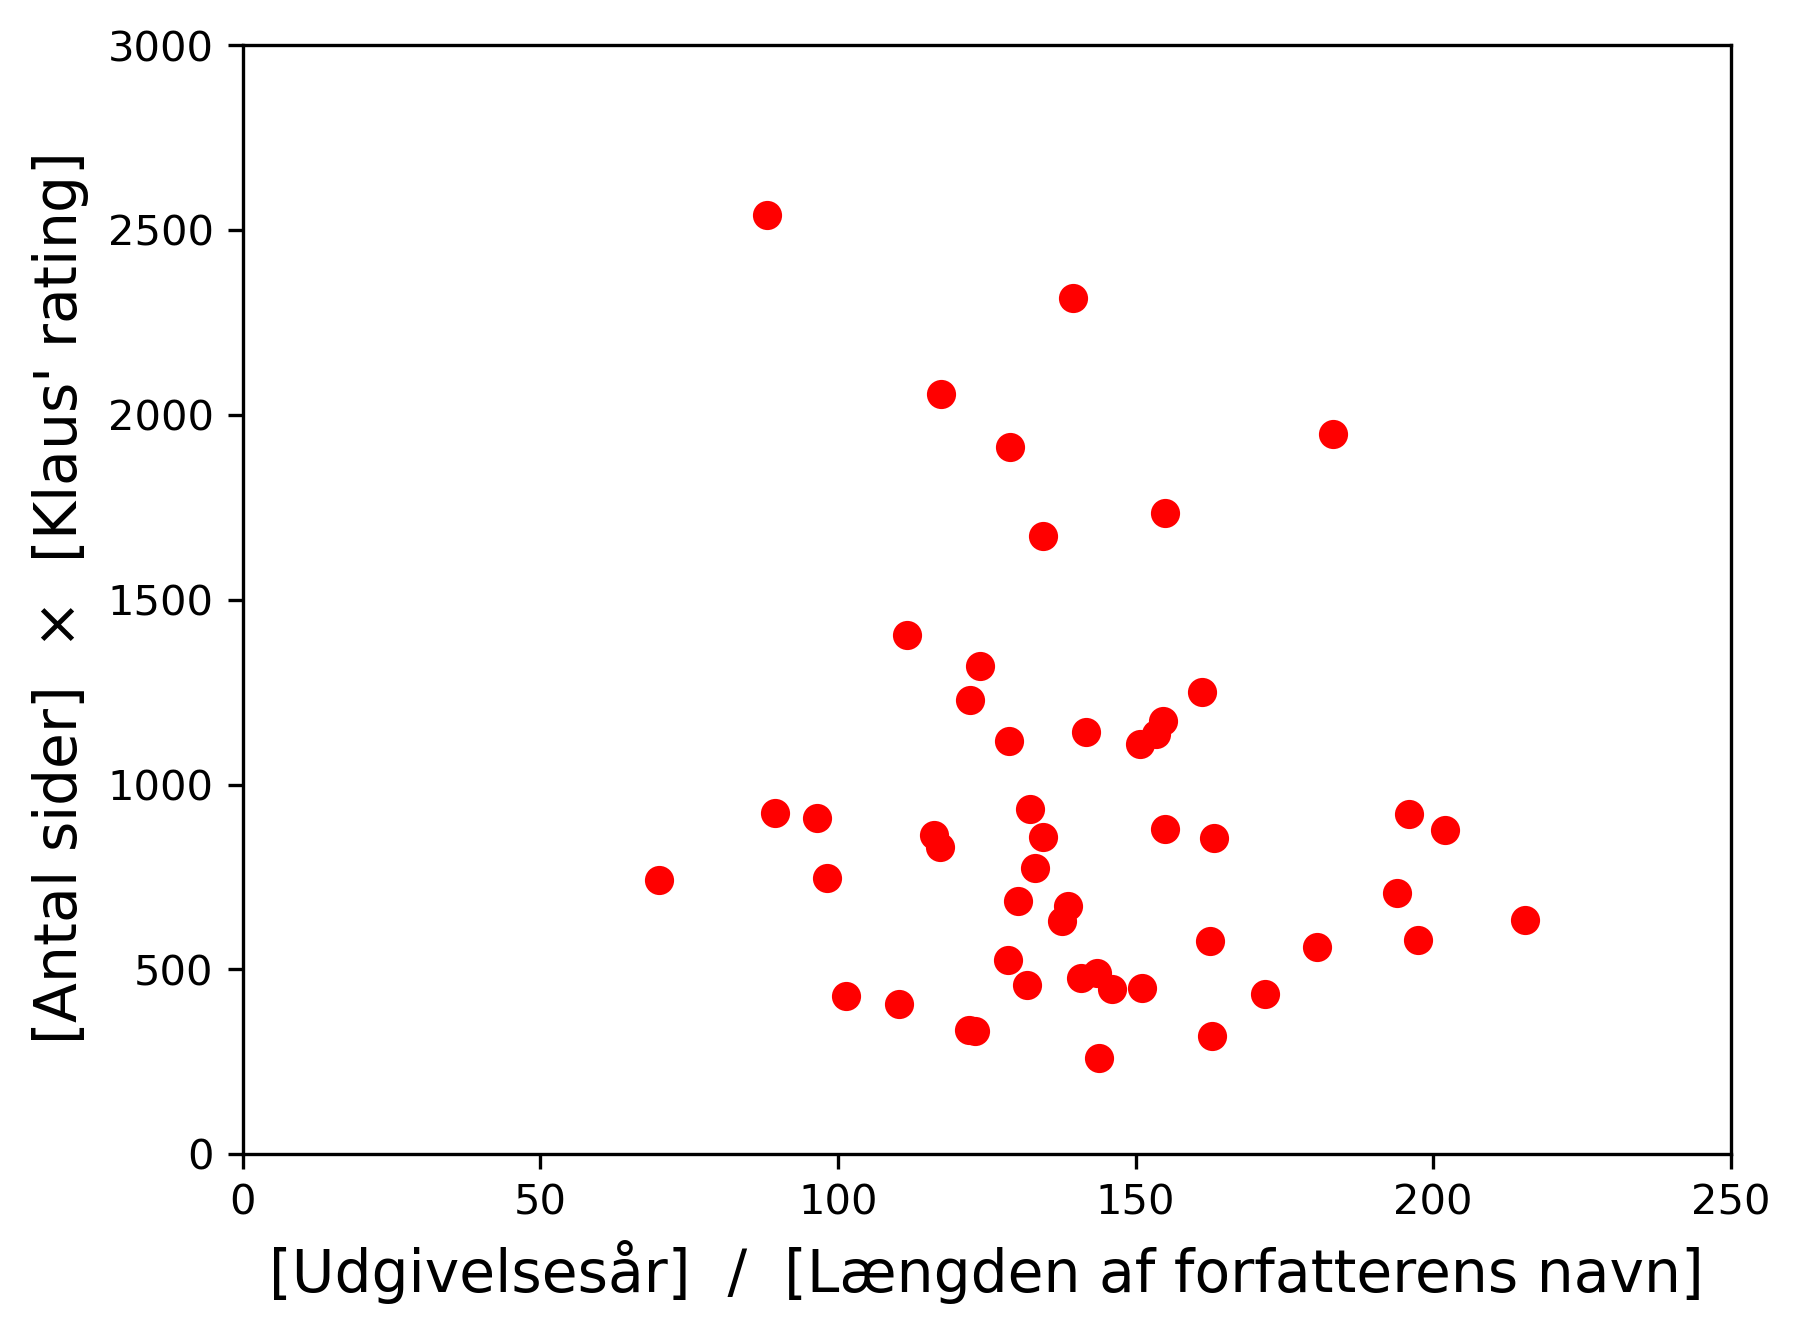 [Antal sider]  ×  [Klaus' rating]
3000
2500
2000
1500
1000
500
0
0 50 100 150 200 250
[Udgivelsesår]  /  [Længden af forfatterens navn]